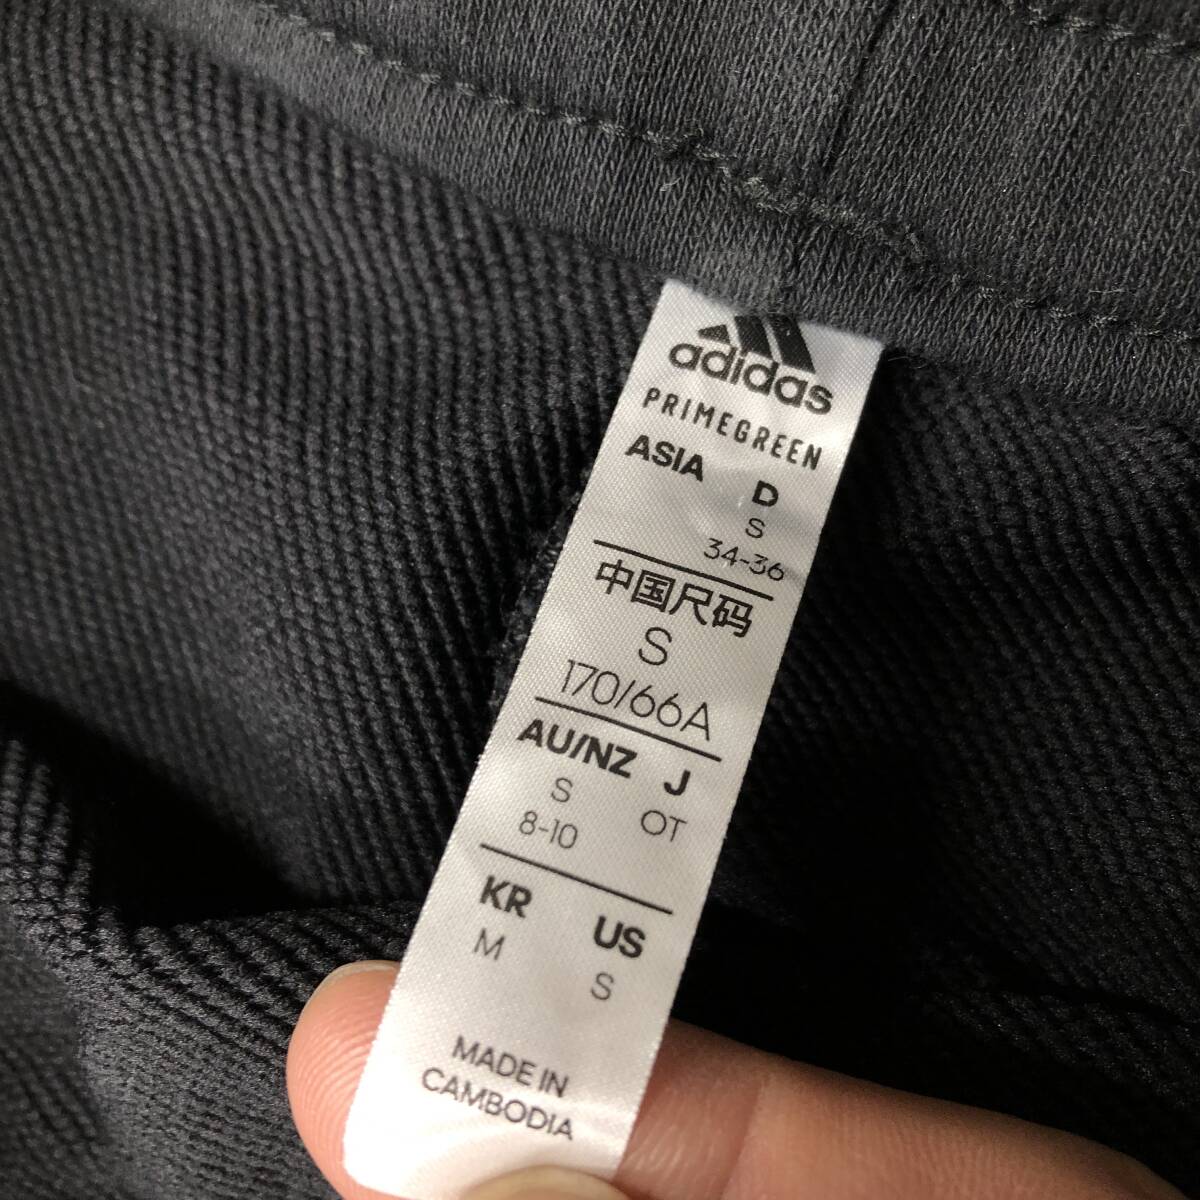 adidas
PRIMEGREEN
ASIA D
S
34-36
中国尺码
S
170/66A
AU/NZ J
S OT
8-10
KR US
M S
MADE IN
CAMBODIA